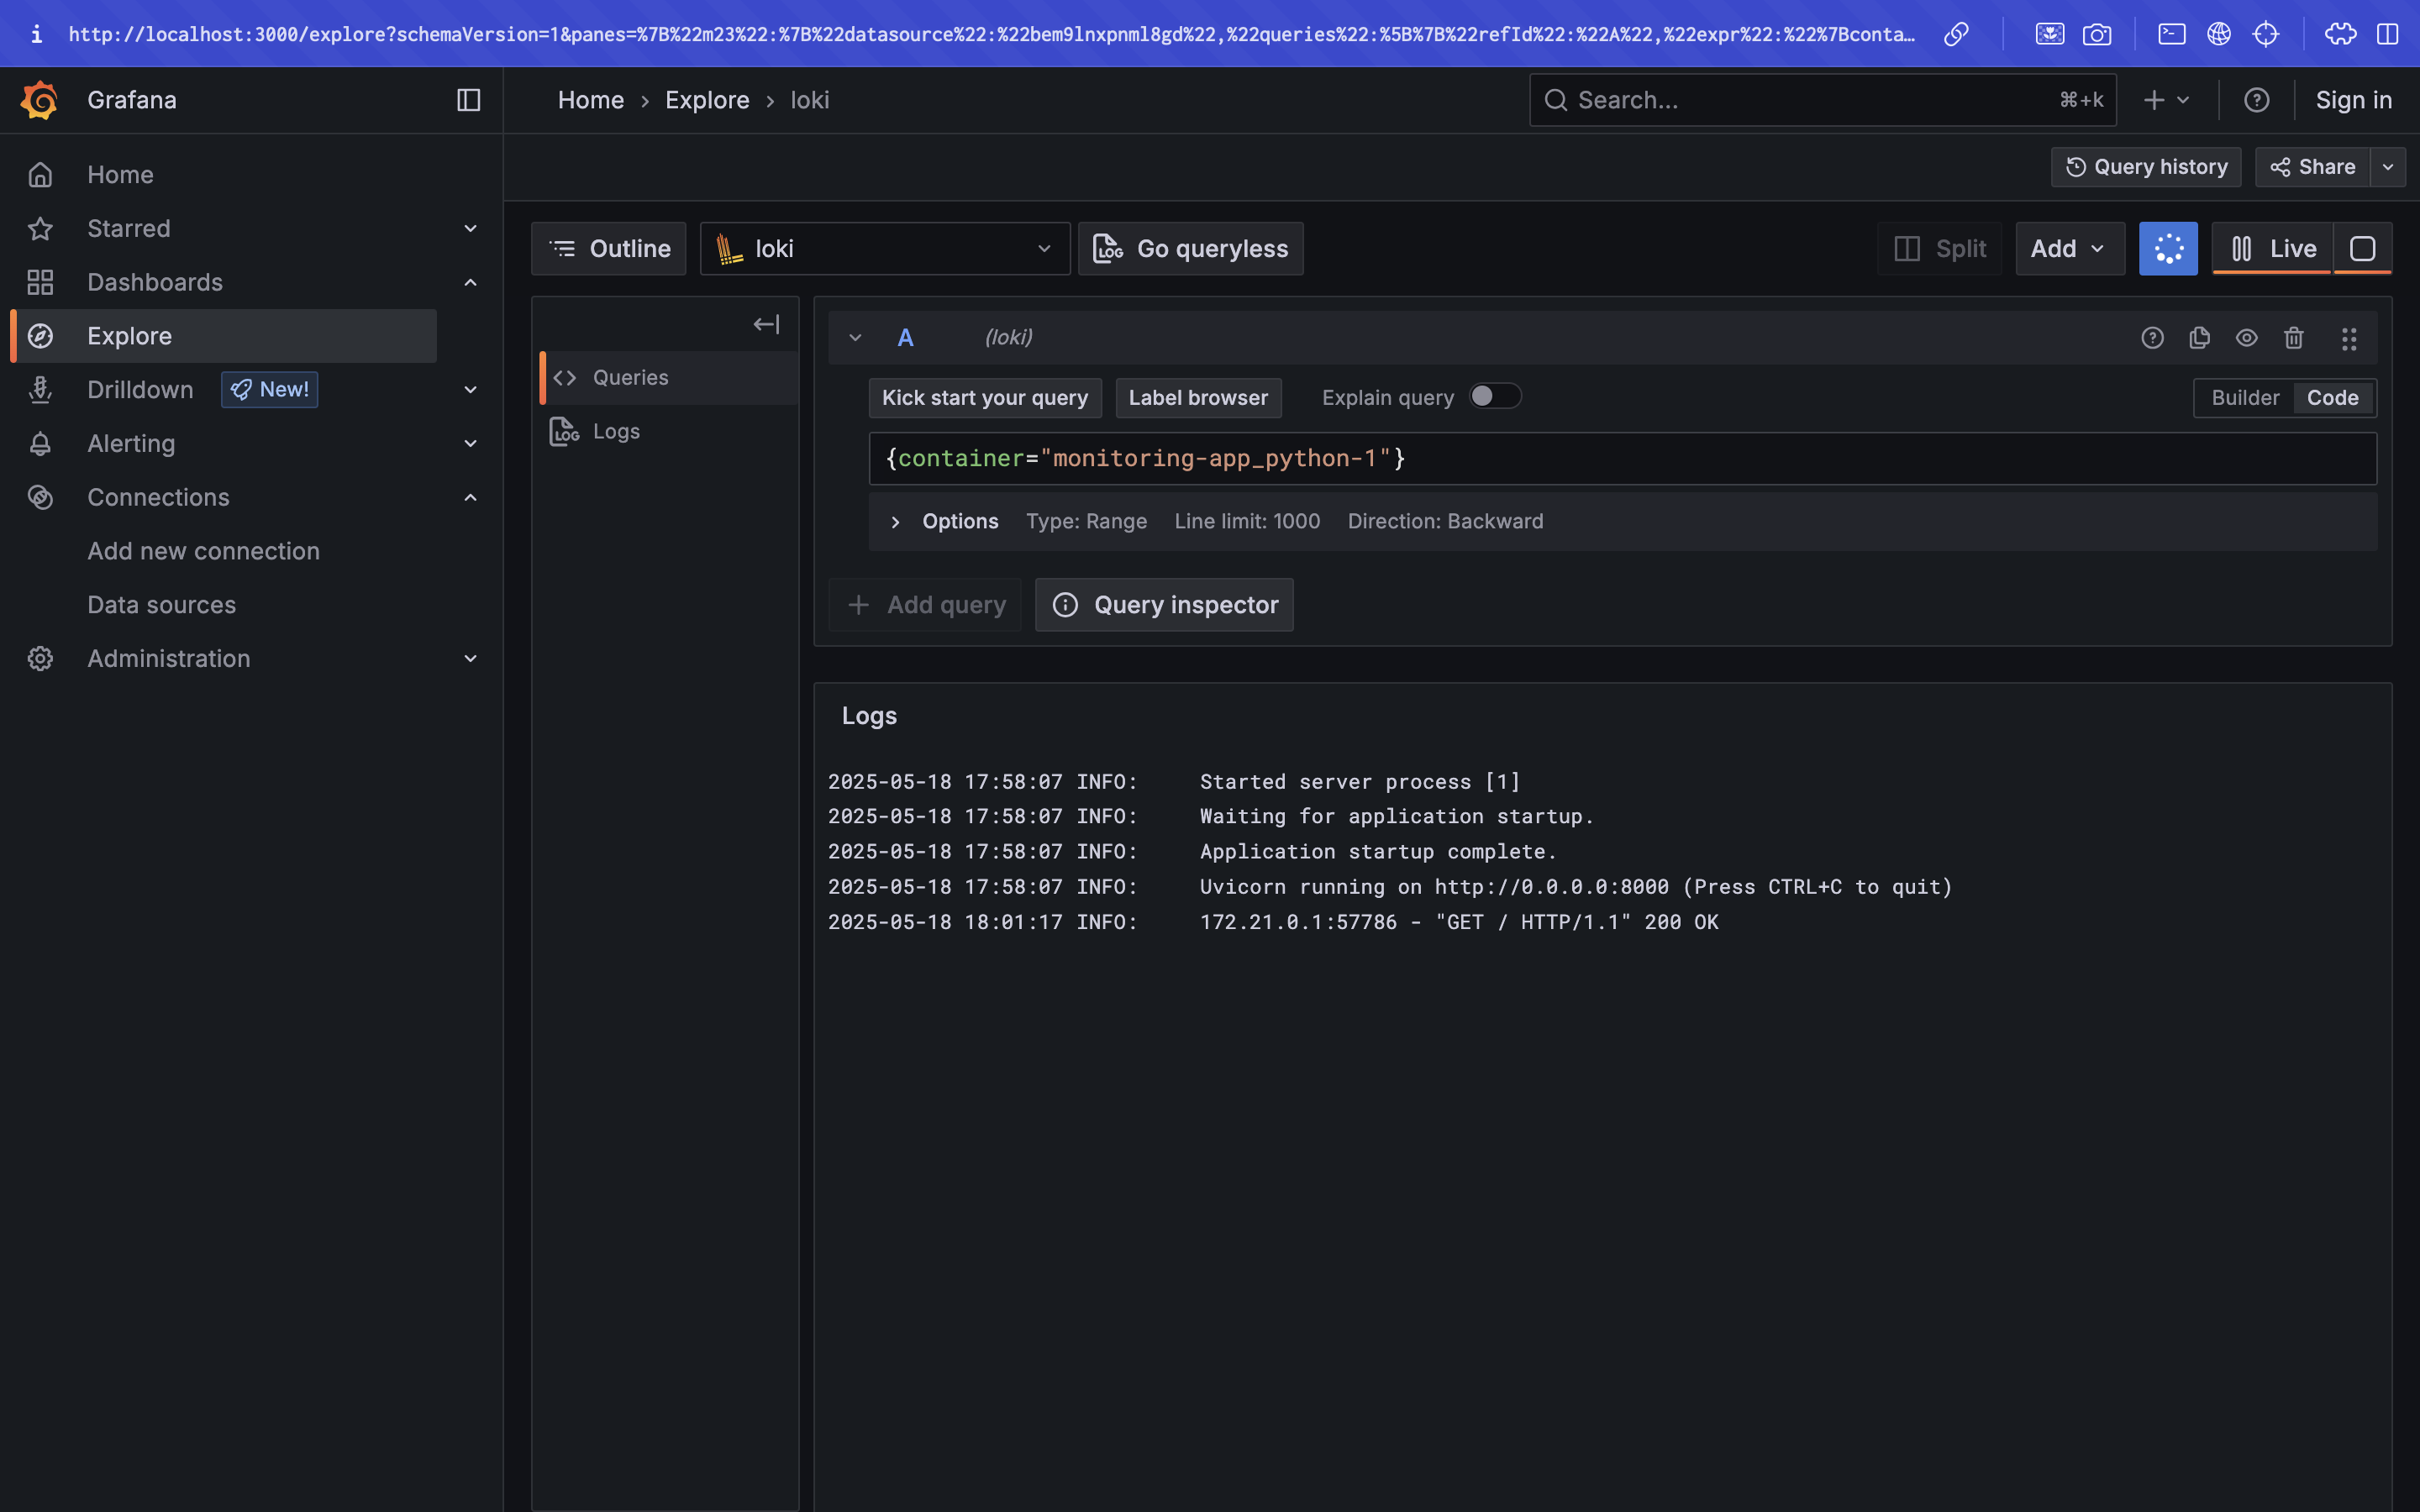 i http://localhost:3000/explore?schemaVersion=1&panes=%7B%22m23%22:%7B%22datasource%22:%22bem9lnxpnml8gd%22,%22queries%22:%5B%7B%22refId%22:%22A%22,%22expr%22:%22%7Bconta…
Grafana
Home › Explore › loki
Search...
⌘+k
Sign in
Query history
Share
Home
Starred
Dashboards
Explore
Drilldown
New!
Alerting
Connections
Add new connection
Data sources
Administration
Outline
loki
LOG Go queryless
Split
Add
Live
Queries
LOG Logs
A (loki)
Kick start your query
Label browser
Explain query
Builder
Code
{container="monitoring-app_python-1"}
Options Type: Range Line limit: 1000 Direction: Backward
+ Add query
Query inspector
Logs
2025-05-18 17:58:07 INFO:     Started server process [1]
2025-05-18 17:58:07 INFO:     Waiting for application startup.
2025-05-18 17:58:07 INFO:     Application startup complete.
2025-05-18 17:58:07 INFO:     Uvicorn running on http://0.0.0.0:8000 (Press CTRL+C to quit)
2025-05-18 18:01:17 INFO:     172.21.0.1:57786 - "GET / HTTP/1.1" 200 OK